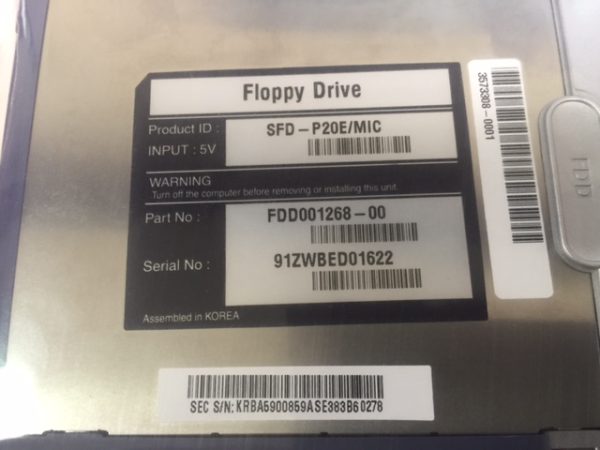 Floppy Drive
Product ID : SFD-P20E/MIC
INPUT : 5V
WARNING
Turn off the computer before removing or installing this unit.
Part No : FDD001268-00
Serial No : 91ZWBED01622
Assembled in KOREA
3573308-0001
FDD
SEC S/N:KRBA5900859ASE383B60278